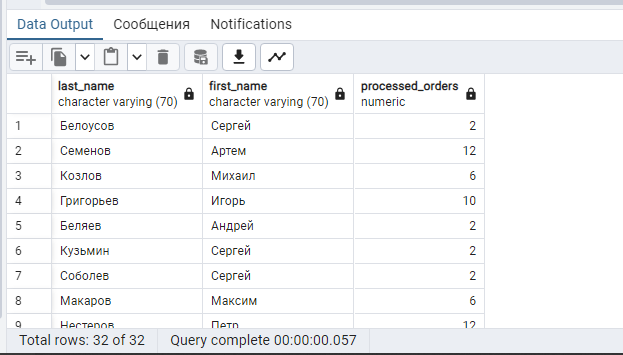 Data Output Сообщения Notifications
last_name first_name processed_orders
character varying (70) character varying (70) numeric
1 Белоусов Сергей 2
2 Семенов Артем 12
3 Козлов Михаил 6
4 Григорьев Игорь 10
5 Беляев Андрей 2
6 Кузьмин Сергей 2
7 Соболев Сергей 2
8 Макаров Максим 6
9 Нестеров Петр 12
Total rows: 32 of 32 Query complete 00:00:00.057